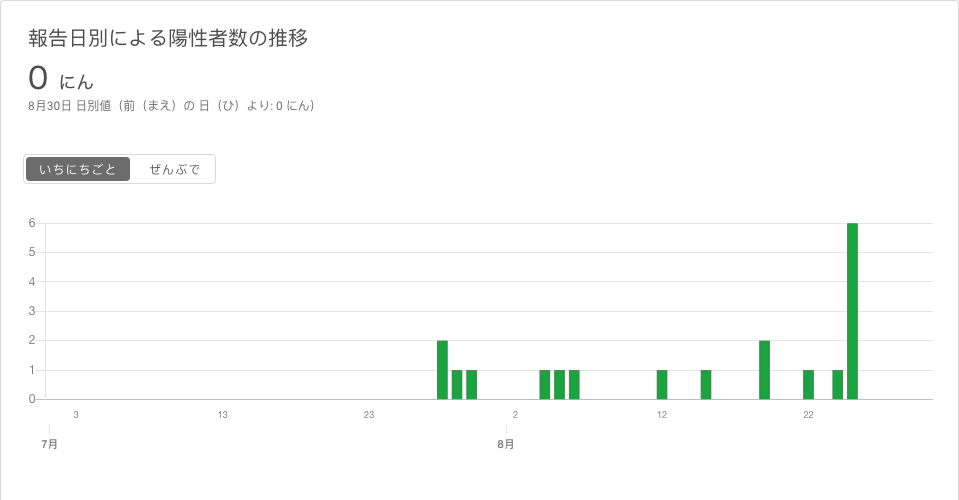 報告日別による陽性者数の推移
0 にん
8月30日 日別値（前（まえ）の 日（ひ）より: 0 にん）
いちにちごと ぜんぶで
6
5
4
3
2
1
0
3 13 23 2 12 22
7月 8月